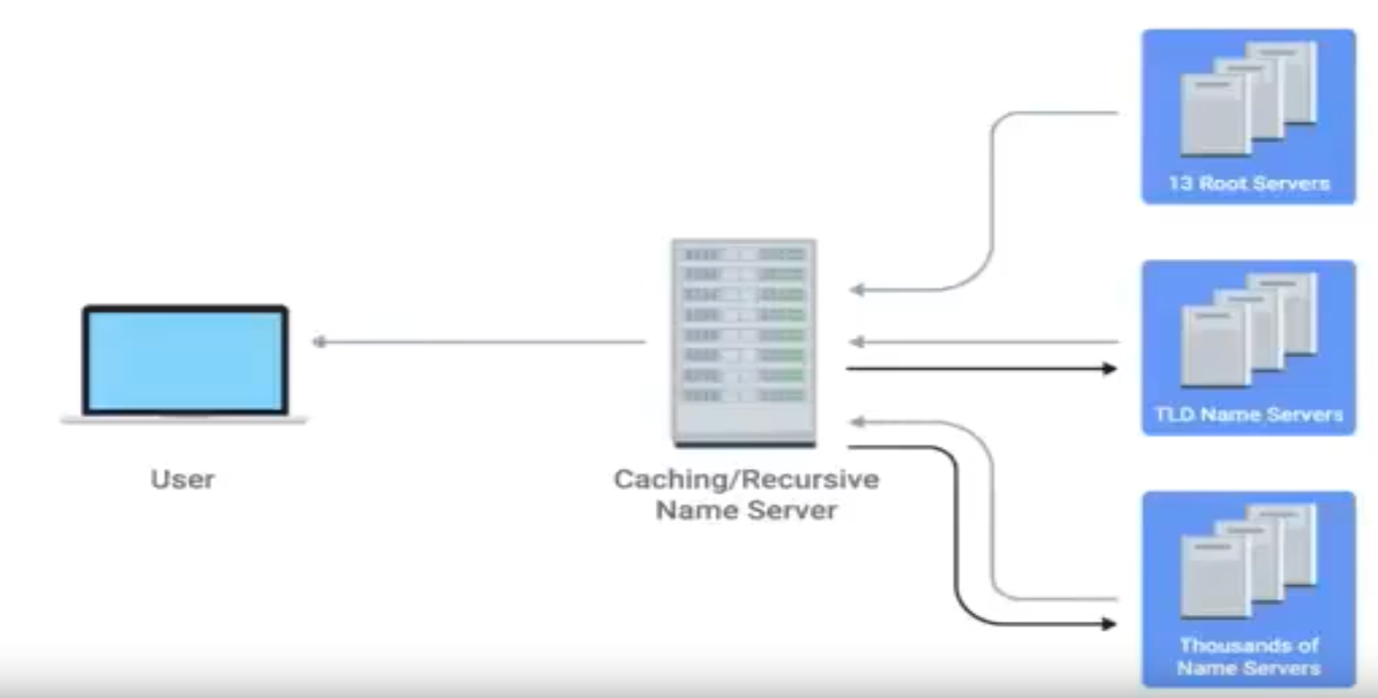 13 Root Servers
TLD Name Servers
User
Caching/Recursive
Name Server
Thousands of
Name Servers